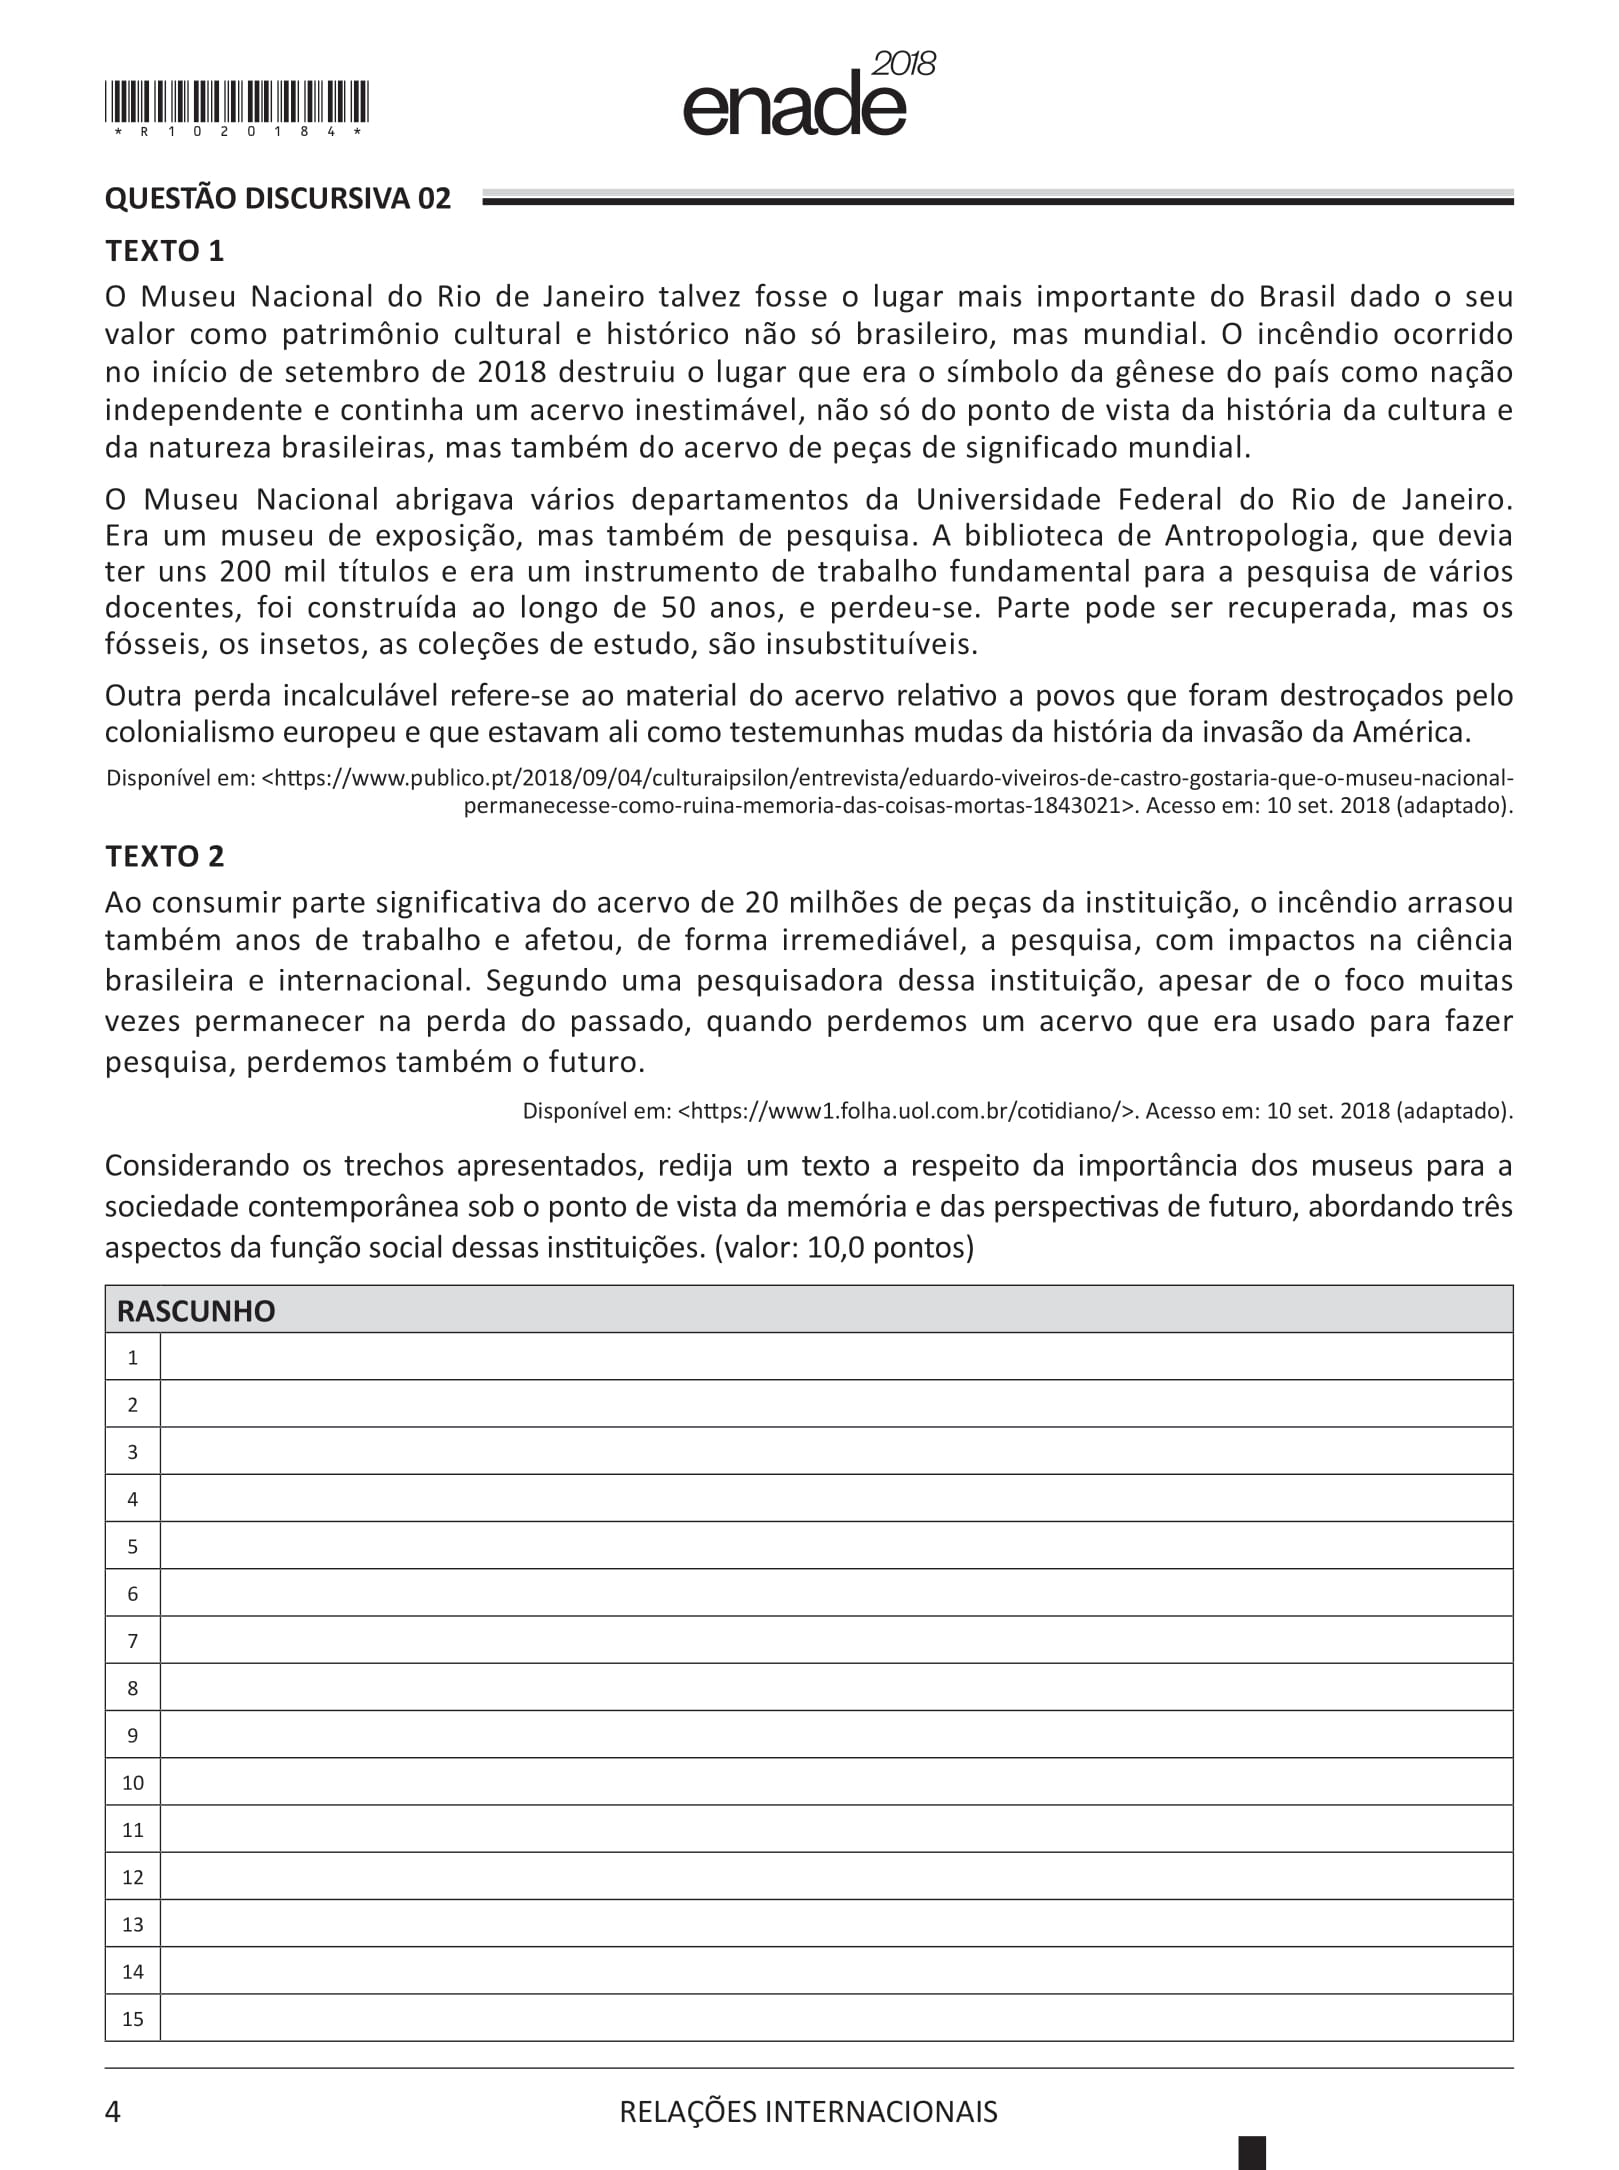 2018
enade
* R 1 0 2 0 1 8 4 *
QUESTÃO DISCURSIVA 02
TEXTO 1
O Museu Nacional do Rio de Janeiro talvez fosse o lugar mais importante do Brasil dado o seu
valor como patrimônio cultural e histórico não só brasileiro, mas mundial. O incêndio ocorrido
no início de setembro de 2018 destruiu o lugar que era o símbolo da gênese do país como nação
independente e continha um acervo inestimável, não só do ponto de vista da história da cultura e
da natureza brasileiras, mas também do acervo de peças de significado mundial.
O Museu Nacional abrigava vários departamentos da Universidade Federal do Rio de Janeiro.
Era um museu de exposição, mas também de pesquisa. A biblioteca de Antropologia, que devia
ter uns 200 mil títulos e era um instrumento de trabalho fundamental para a pesquisa de vários
docentes, foi construída ao longo de 50 anos, e perdeu-se. Parte pode ser recuperada, mas os
fósseis, os insetos, as coleções de estudo, são insubstituíveis.
Outra perda incalculável refere-se ao material do acervo relativo a povos que foram destroçados pelo
colonialismo europeu e que estavam ali como testemunhas mudas da história da invasão da América.
Disponível em: <https://www.publico.pt/2018/09/04/culturaipsilon/entrevista/eduardo-viveiros-de-castro-gostaria-que-o-museu-nacional-
permanecesse-como-ruina-memoria-das-coisas-mortas-1843021>. Acesso em: 10 set. 2018 (adaptado).
TEXTO 2
Ao consumir parte significativa do acervo de 20 milhões de peças da instituição, o incêndio arrasou
também anos de trabalho e afetou, de forma irremediável, a pesquisa, com impactos na ciência
brasileira e internacional. Segundo uma pesquisadora dessa instituição, apesar de o foco muitas
vezes permanecer na perda do passado, quando perdemos um acervo que era usado para fazer
pesquisa, perdemos também o futuro.
Disponível em: <https://www1.folha.uol.com.br/cotidiano/>. Acesso em: 10 set. 2018 (adaptado).
Considerando os trechos apresentados, redija um texto a respeito da importância dos museus para a
sociedade contemporânea sob o ponto de vista da memória e das perspectivas de futuro, abordando três
aspectos da função social dessas instituições. (valor: 10,0 pontos)
RASCUNHO
1
2
3
4
5
6
7
8
9
10
11
12
13
14
15
4
RELAÇÕES INTERNACIONAIS